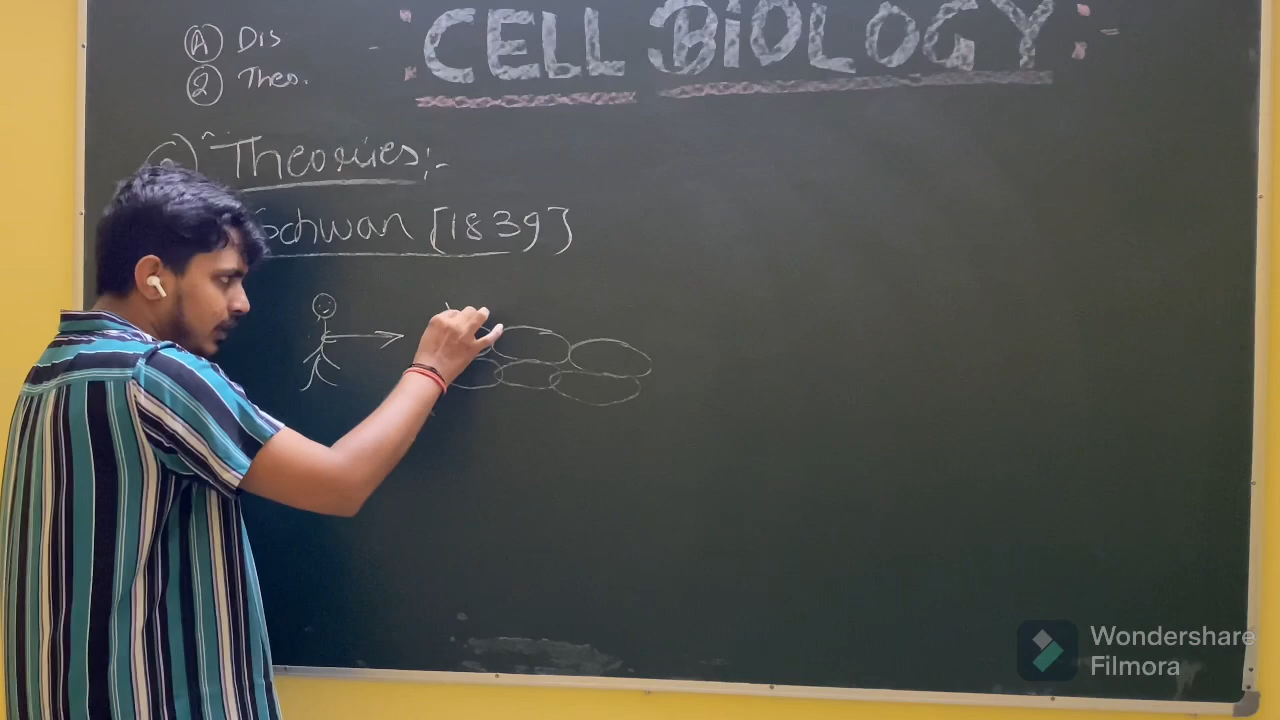 Ⓐ Dis
- : CELL BiOLOGY : -
② Theo.
Theories :-
Schwan [1839]
Wondershare
Filmora